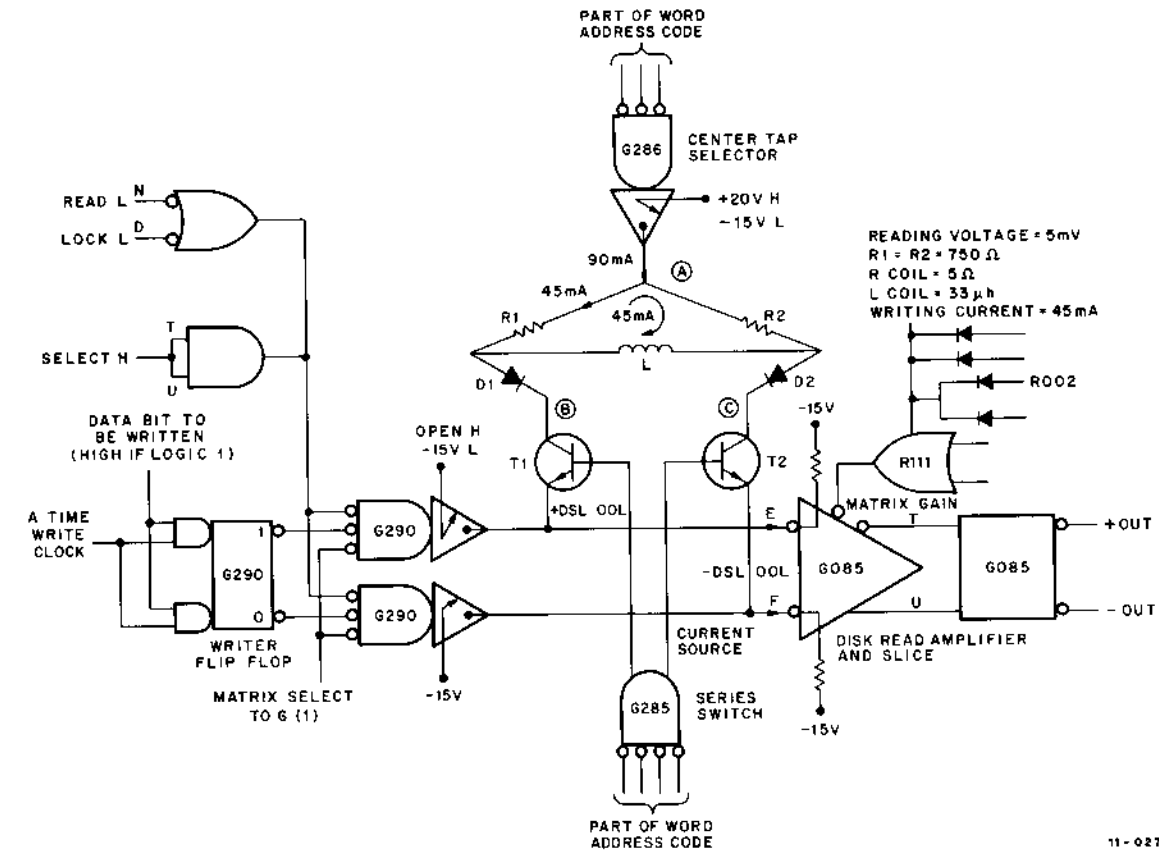 PART OF WORD
ADDRESS CODE
G286
CENTER TAP
SELECTOR
+20V H
-15V L
READ L
N
LOCK L
D
90mA
A
READING VOLTAGE = 5mV
R1 = R2 = 750 Ω
R COIL = 5Ω
L COIL = 33μh
WRITING CURRENT = 45mA
45mA
R1
45mA
R2
SELECT H
T
U
L
D1
D2
R002
DATA BIT TO
BE WRITTEN
(HIGH IF LOGIC 1)
B
C
-15V
OPEN H
-15V L
T1
T2
R111
+DSL OOL
MATRIX GAIN
A TIME
WRITE
CLOCK
1
G290
O
G290
E
T
+OUT
-DSL OOL
G085
G085
G290
F
U
-OUT
WRITER
FLIP FLOP
CURRENT
SOURCE
DISK READ AMPLIFIER
AND SLICE
MATRIX SELECT
TO G (1)
-15V
G285
SERIES
SWITCH
-15V
PART OF WORD
ADDRESS CODE
11-027